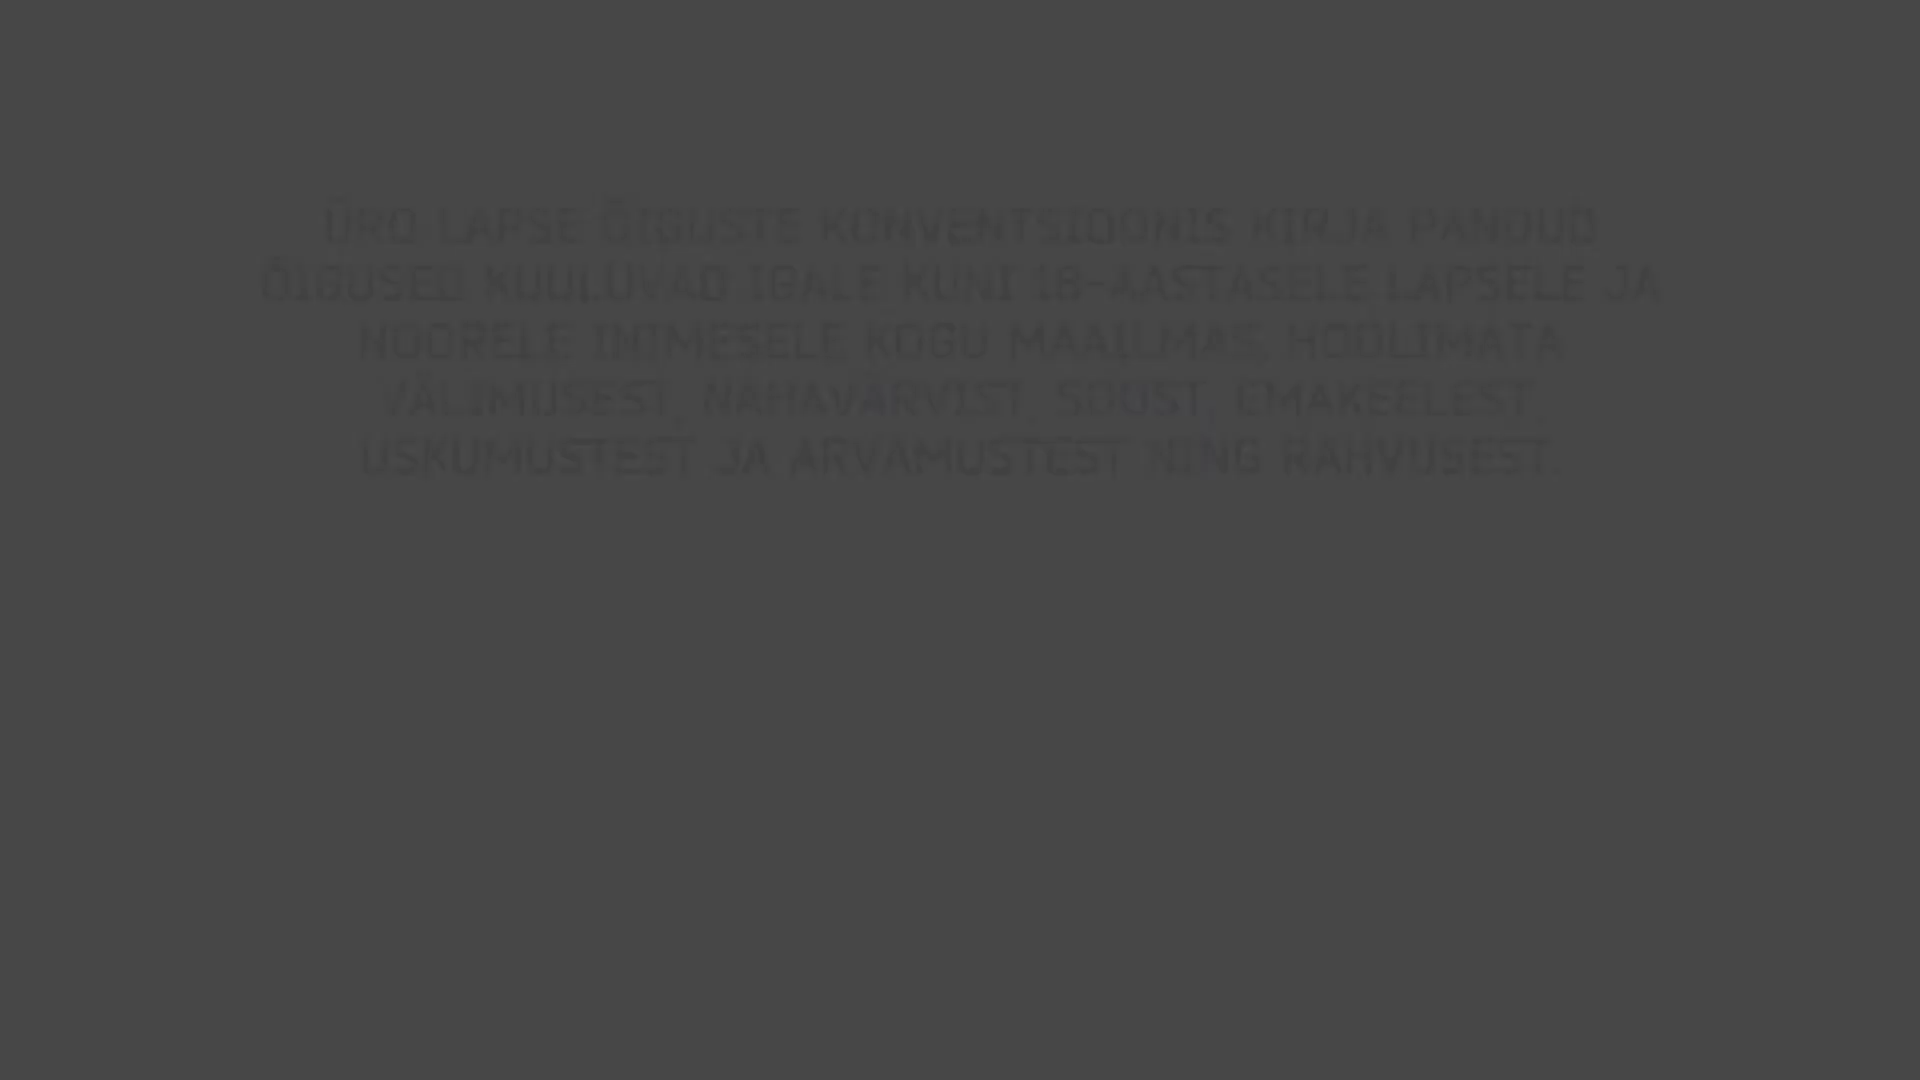 ÜRO LAPSE ÕIGUSTE KONVENTSIOONIS KIRJA PANDUD
ÕIGUSED KUULUVAD IGALE KUNI 18-AASTASELE LAPSELE JA
NOORELE INIMESELE KOGU MAAILMAS, HOOLIMATA
VÄLIMUSEST, NAHAVÄRVIST, SOOST, EMAKEELEST,
USKUMUSTEST JA ARVAMUSTEST NING RAHVUSEST.